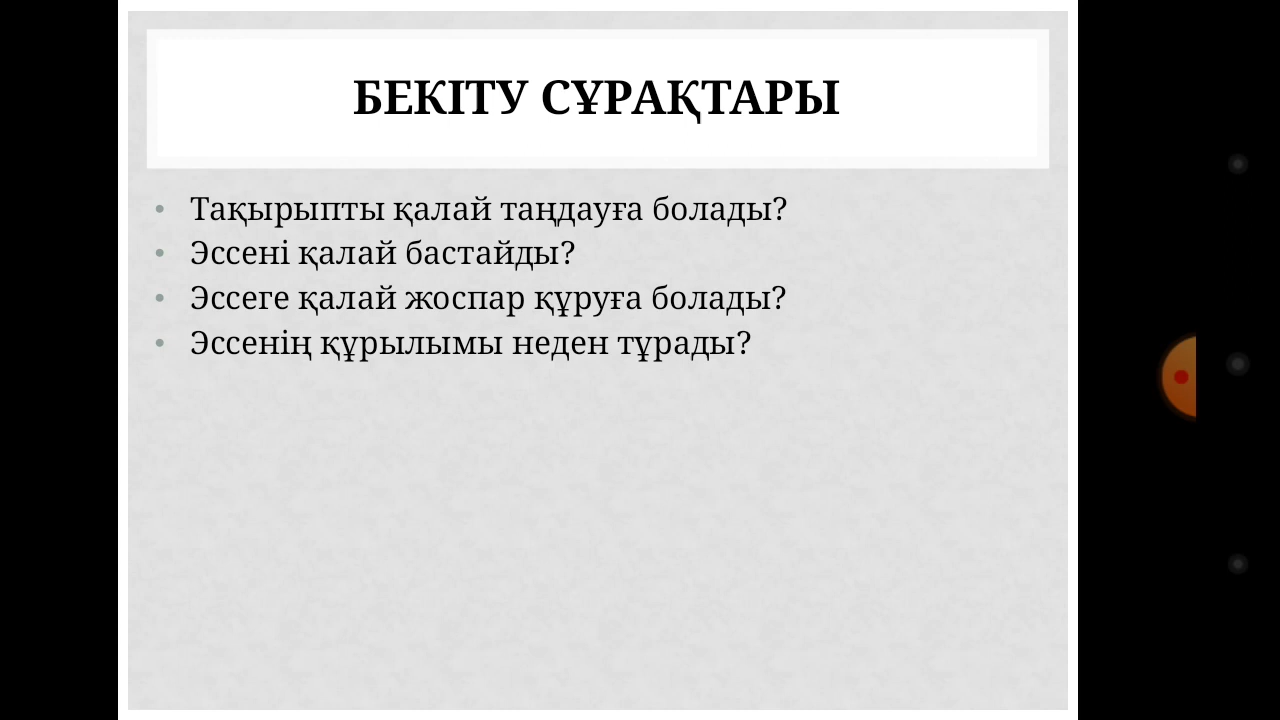 БЕКІТУ СҰРАҚТАРЫ
• Тақырыпты қалай таңдауға болады?
• Эссені қалай бастайды?
• Эссеге қалай жоспар құруға болады?
• Эссенің құрылымы неден тұрады?